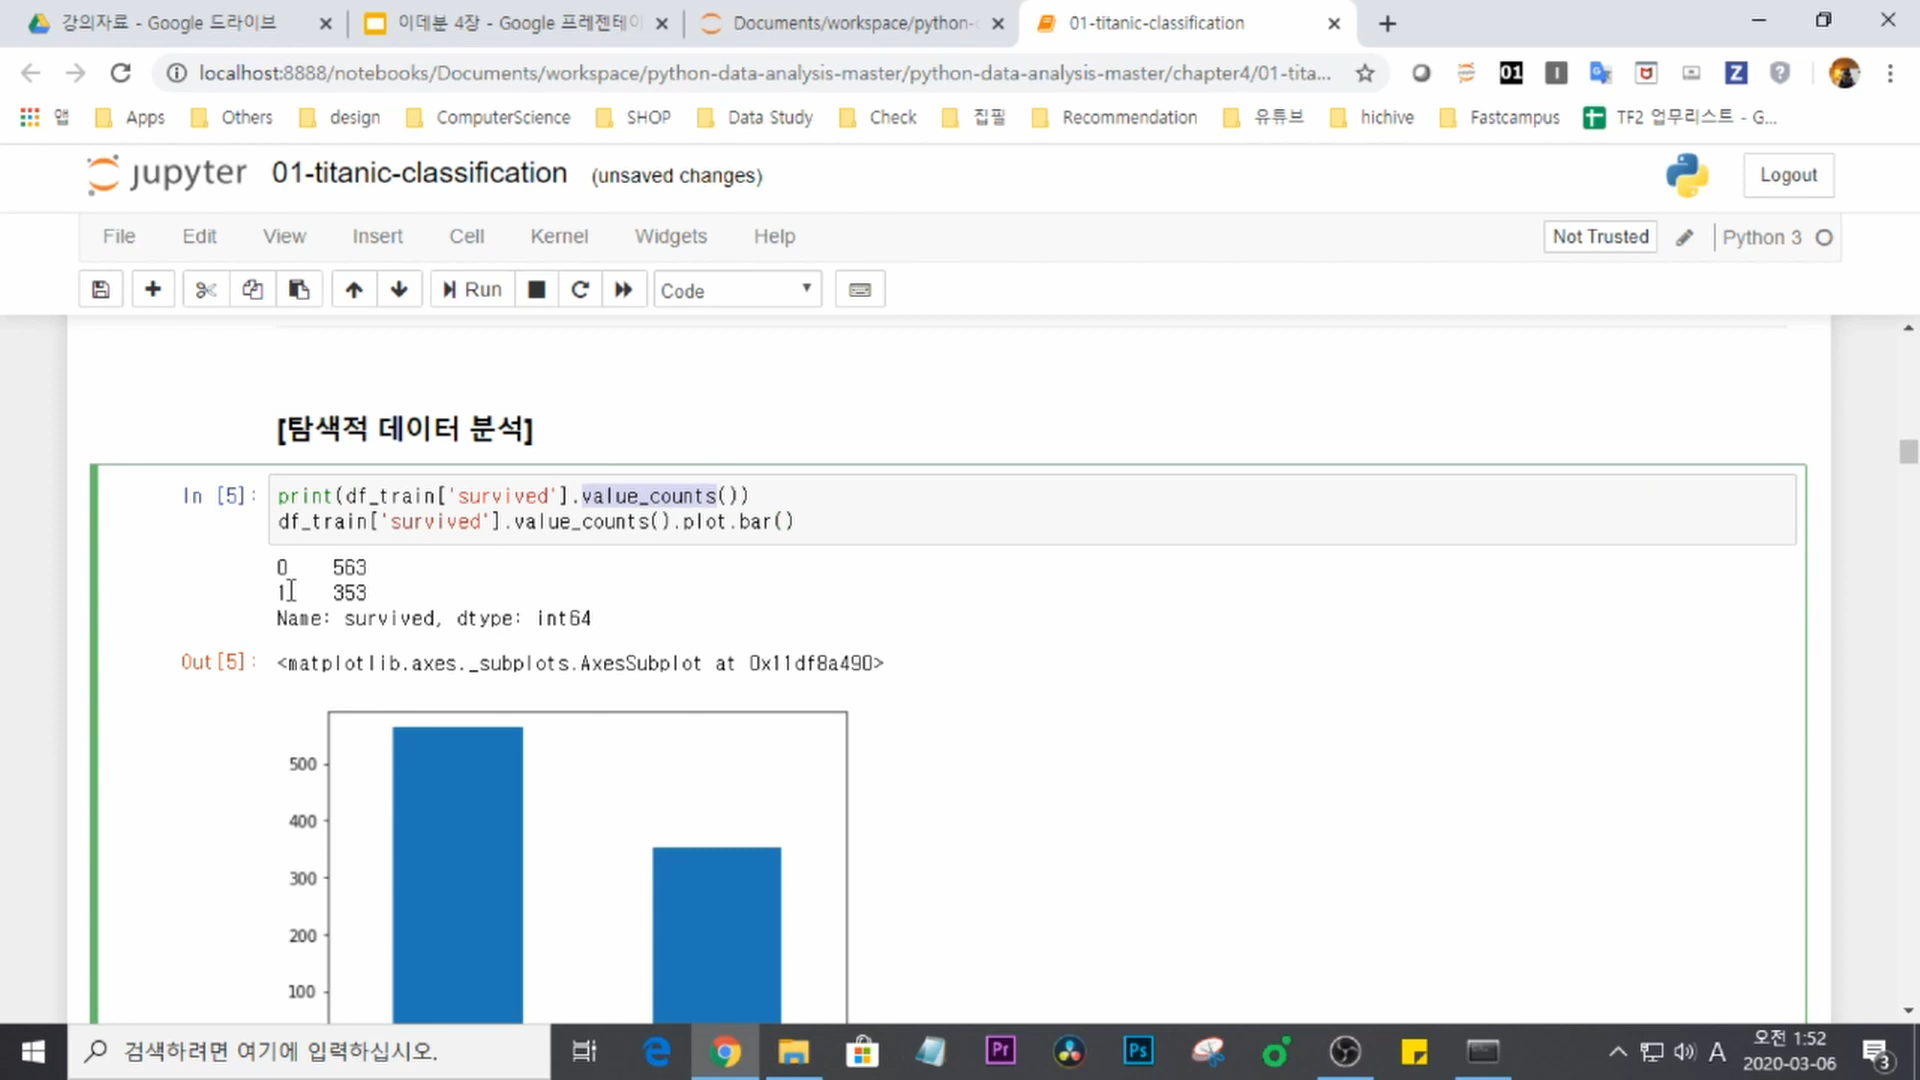 강의자료 - Google 드라이브
이데분 4장 - Google 프레젠테이
Documents/workspace/python-
01-titanic-classification
localhost:8888/notebooks/Documents/workspace/python-data-analysis-master/python-data-analysis-master/chapter4/01-tita...
앱
Apps
Others
design
ComputerScience
SHOP
Data Study
Check
집필
Recommendation
유튜브
hichive
Fastcampus
TF2 업무리스트 - G...
jupyter 01-titanic-classification (unsaved changes)
Logout
File Edit View Insert Cell Kernel Widgets Help
Not Trusted
Python 3
Run
Code
[탐색적 데이터 분석]
In [5]: print(df_train['survived'].value_counts())
df_train['survived'].value_counts().plot.bar()
0 563
1 353
Name: survived, dtype: int64
Out[5]: <matplotlib.axes._subplots.AxesSubplot at 0x11df8a490>
500
400
300
200
100
검색하려면 여기에 입력하십시오.
Pr
Ps
A
오전 1:52
2020-03-06
3